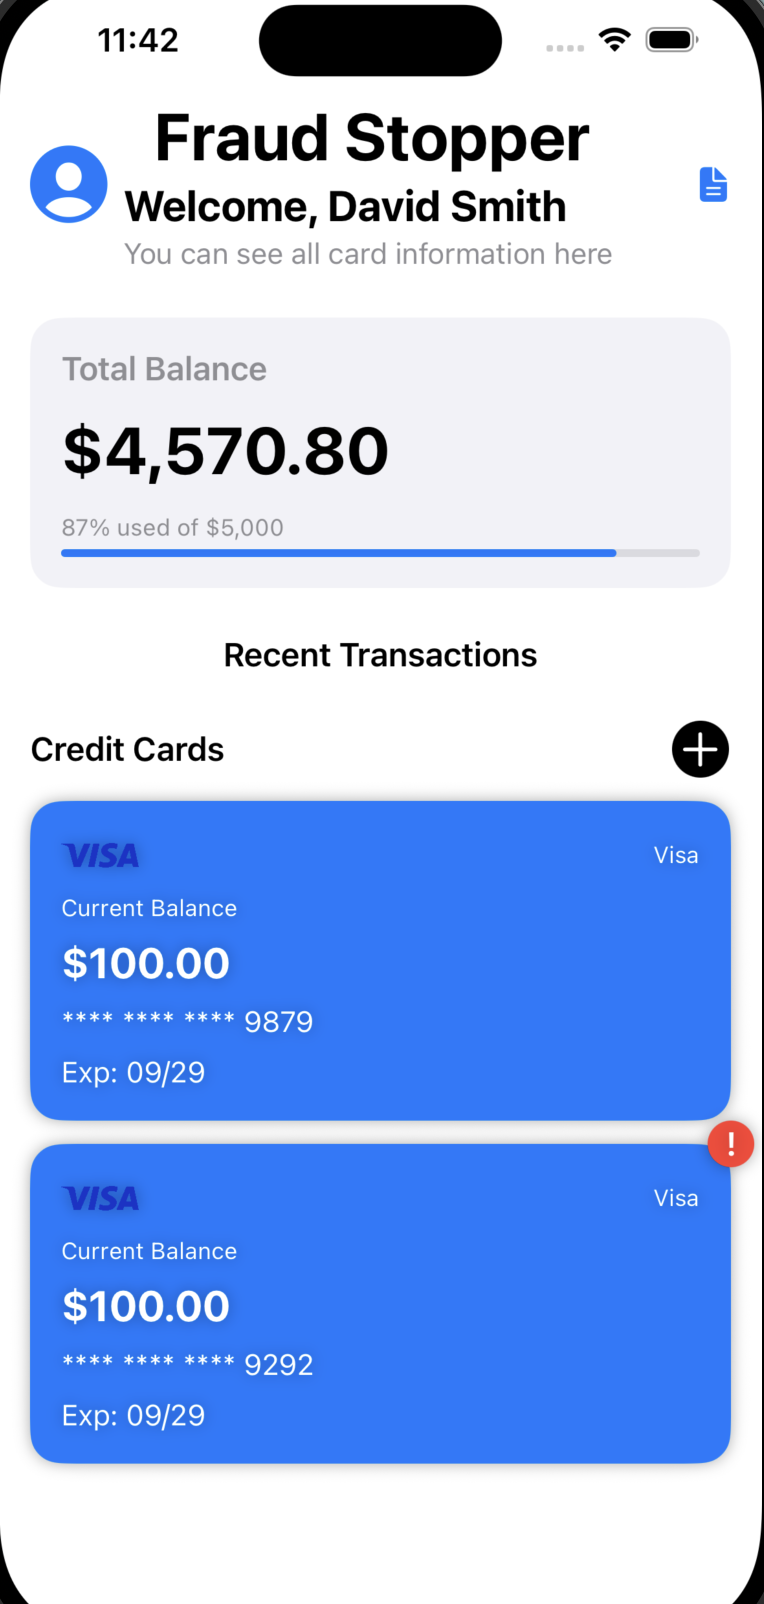 11:42
Fraud Stopper
Welcome, David Smith
You can see all card information here
Total Balance
$4,570.80
87% used of $5,000
Recent Transactions
Credit Cards
VISA
Visa
Current Balance
$100.00
**** **** **** 9879
Exp: 09/29
!
VISA
Visa
Current Balance
$100.00
**** **** **** 9292
Exp: 09/29